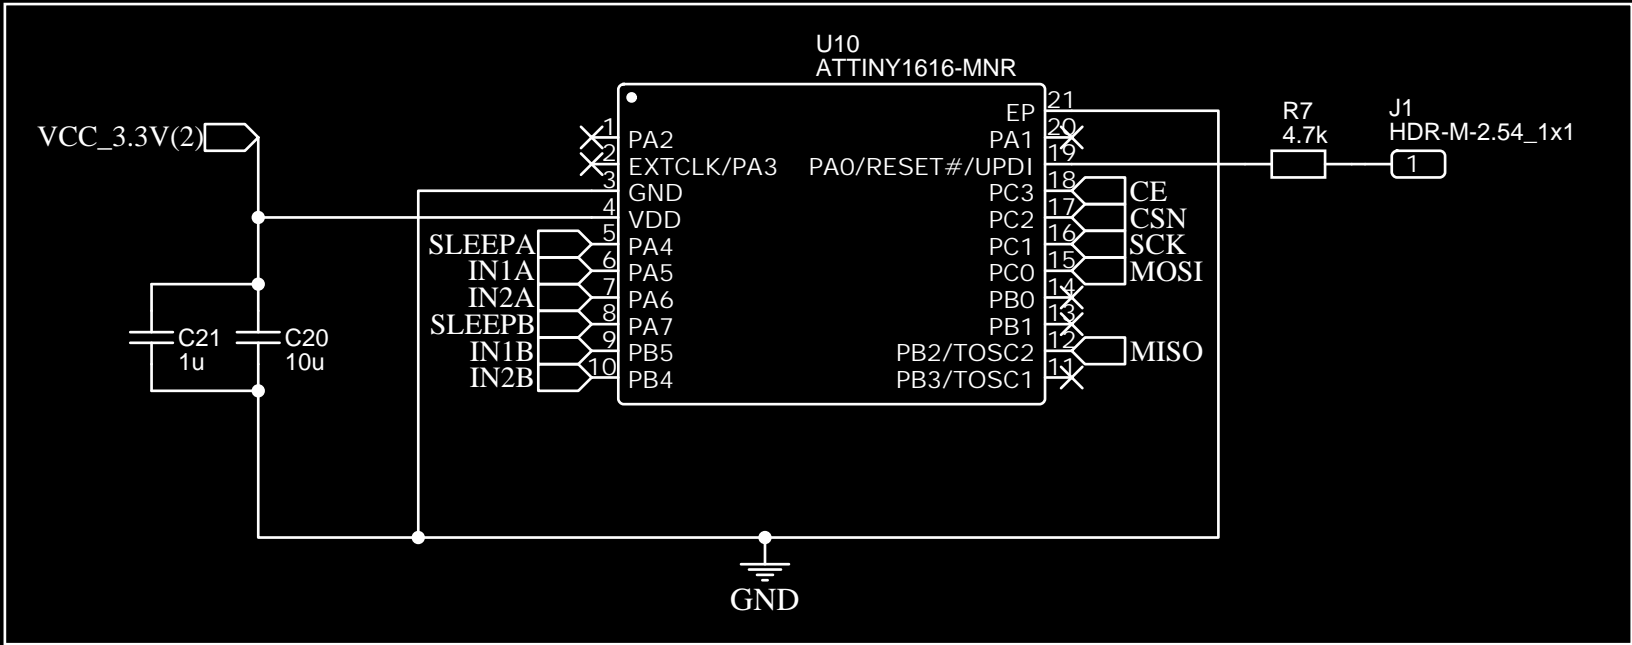 U10
ATTINY1616-MNR
VCC_3.3V(2)
1 PA2
2 EXTCLK/PA3
3 GND
4 VDD
SLEEPA 5 PA4
IN1A 6 PA5
IN2A 7 PA6
SLEEPB 8 PA7
IN1B 9 PB5
IN2B 10 PB4
EP 21
PA1 20
PA0/RESET#/UPDI 19
PC3 18 CE
PC2 17 CSN
PC1 16 SCK
PC0 15 MOSI
PB0 14
PB1 13
PB2/TOSC2 12 MISO
PB3/TOSC1 11
R7
4.7k
J1
HDR-M-2.54_1x1
1
C21
1u
C20
10u
GND